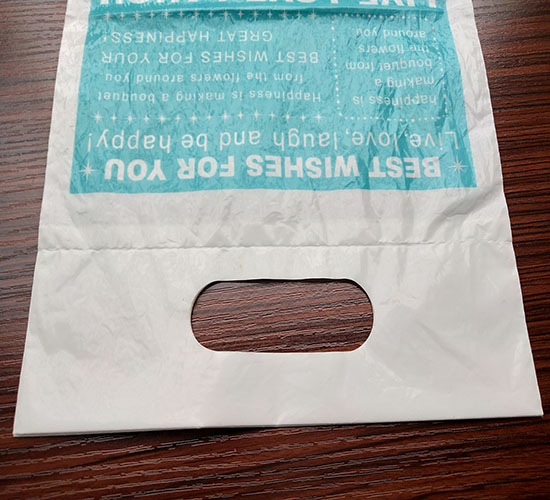 BEST WISHES FOR YOU
Live, love, laugh and be happy!
happiness is
making a
bouquet from
the flowers
around you
Happiness is making a bouquet
from the flowers around you
BEST WISHES FOR YOUR
GREAT HAPPINESS!
LIVE